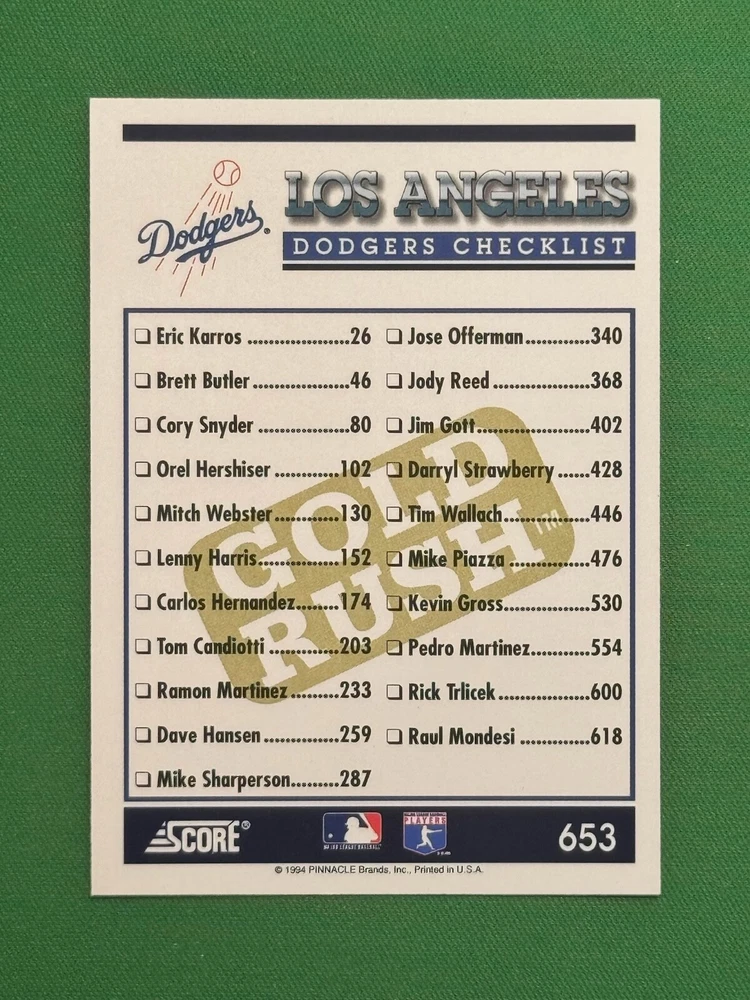 LOS ANGELES
Dodgers®
DODGERS CHECKLIST
❑ Eric Karros ......................26
❑ Brett Butler .....................46
❑ Cory Snyder ....................80
❑ Orel Hershiser ..............102
❑ Mitch Webster.............130
❑ Lenny Harris.................152
❑ Carlos Hernandez........174
❑ Tom Candiotti ...............203
❑ Ramon Martinez..........233
❑ Dave Hansen ...............259
❑ Mike Sharperson.........287
❑ Jose Offerman.............340
❑ Jody Reed ....................368
❑ Jim Gott.......................402
❑ Darryl Strawberry ......428
❑ Tim Wallach.................446
❑ Mike Piazza .................476
❑ Kevin Gross..................530
❑ Pedro Martinez............554
❑ Rick Trlicek ..................600
❑ Raul Mondesi ..............618
GOLD
RUSH™
SCORE®
PLAYERS
653
© 1994 PINNACLE Brands, Inc., Printed in U.S.A.